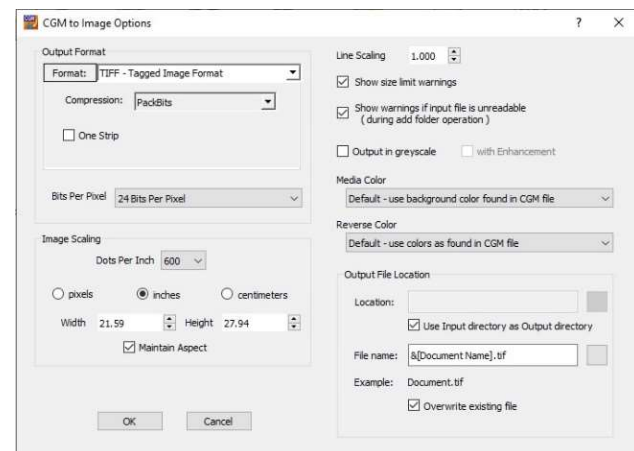 CGM to Image Options
Output Format
Format: TIFF - Tagged Image Format
Compression: PackBits
One Strip
Bits Per Pixel 24 Bits Per Pixel
Image Scaling
Dots Per Inch 600
pixels inches centimeters
Width 21.59 Height 27.94
Maintain Aspect
OK Cancel
Line Scaling 1.000
Show size limit warnings
Show warnings if input file is unreadable
( during add folder operation )
Output in greyscale with Enhancement
Media Color
Default - use background color found in CGM file
Reverse Color
Default - use colors as found in CGM file
Output File Location
Location:
Use Input directory as Output directory
File name: &[Document Name].tif
Example: Document.tif
Overwrite existing file